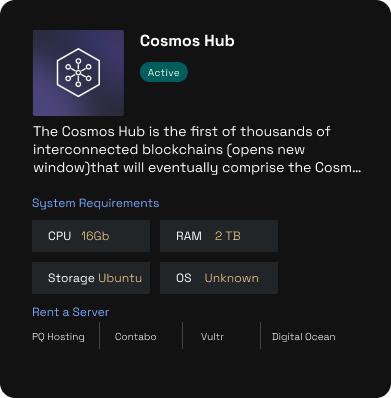 Cosmos Hub
Active
The Cosmos Hub is the first of thousands of
interconnected blockchains (opens new
window)that will eventually comprise the Cosm...
System Requirements
CPU 16Gb
RAM 2 TB
Storage Ubuntu
OS Unknown
Rent a Server
PQ Hosting Contabo Vultr Digital Ocean